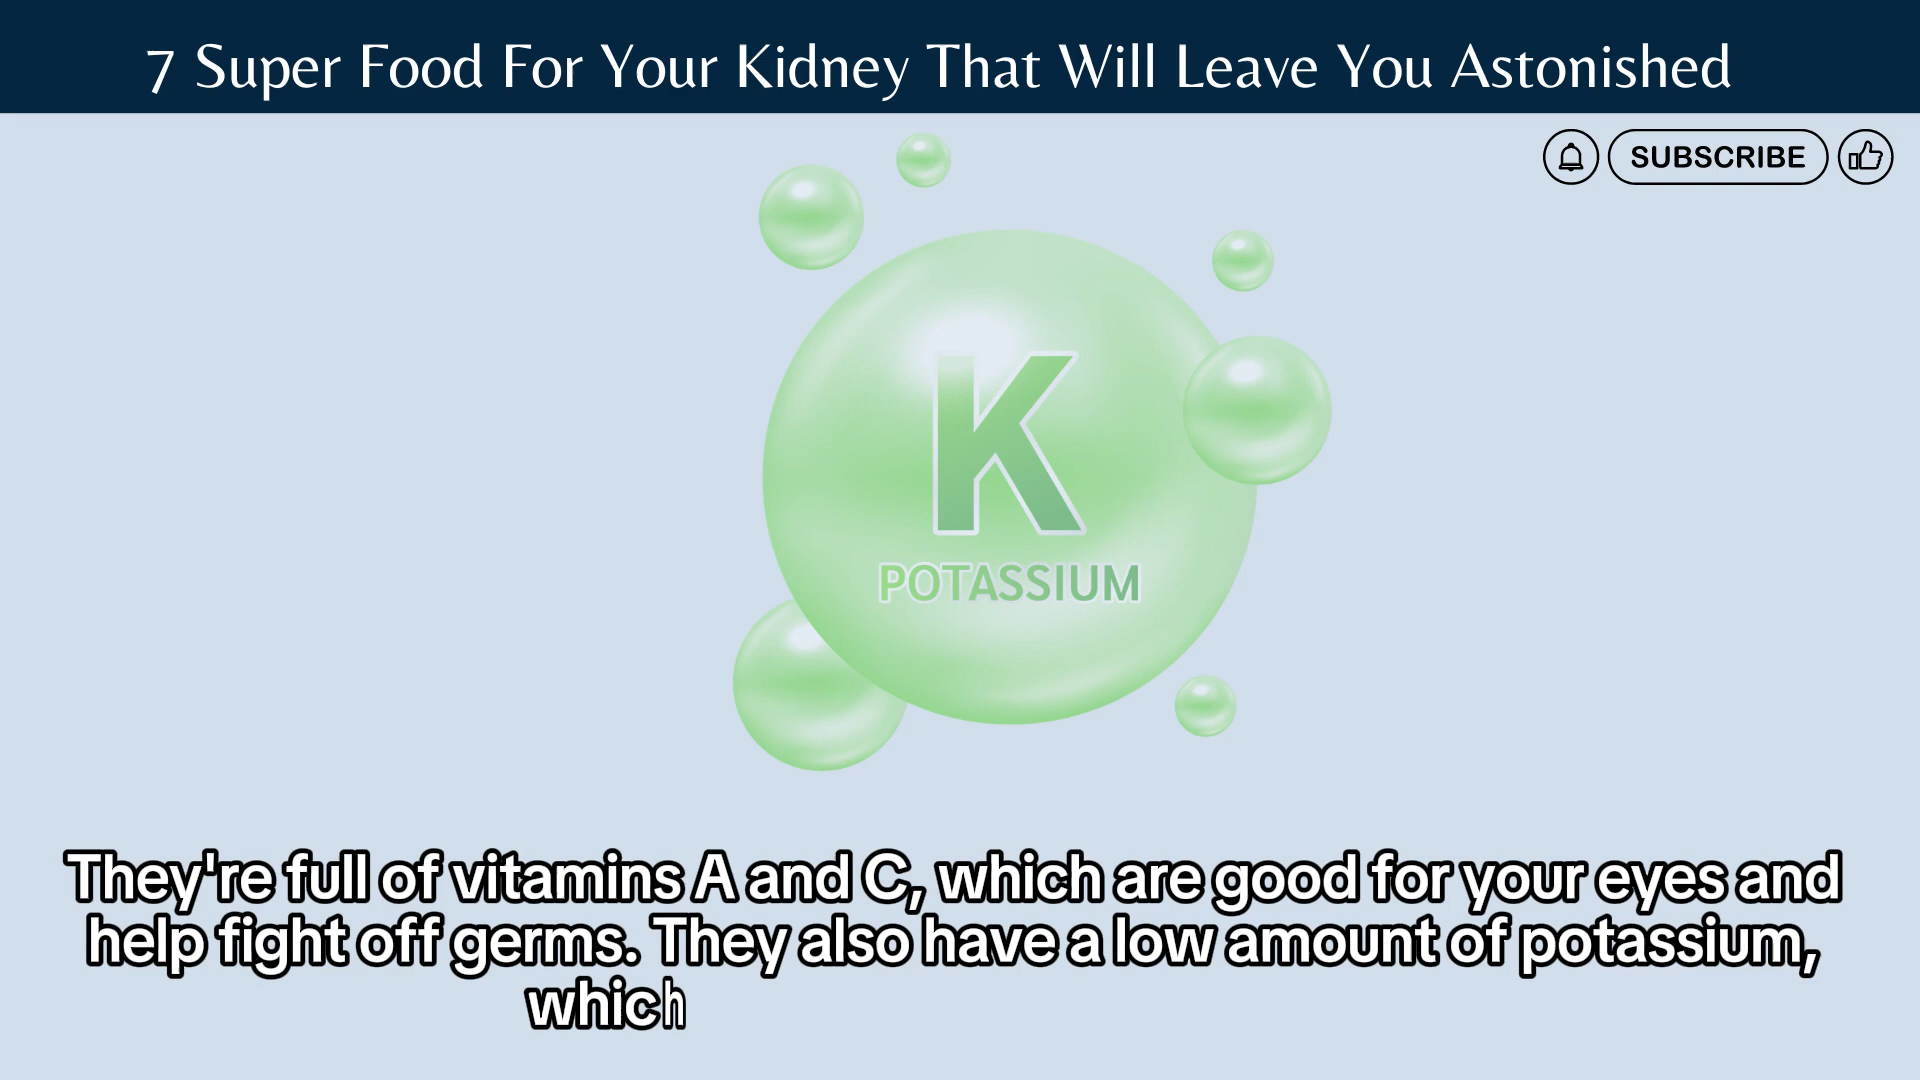 7 Super Food For Your Kidney That Will Leave You Astonished
SUBSCRIBE
K
POTASSIUM
They're full of vitamins A and C, which are good for your eyes and
help fight off germs. They also have a low amount of potassium,
which